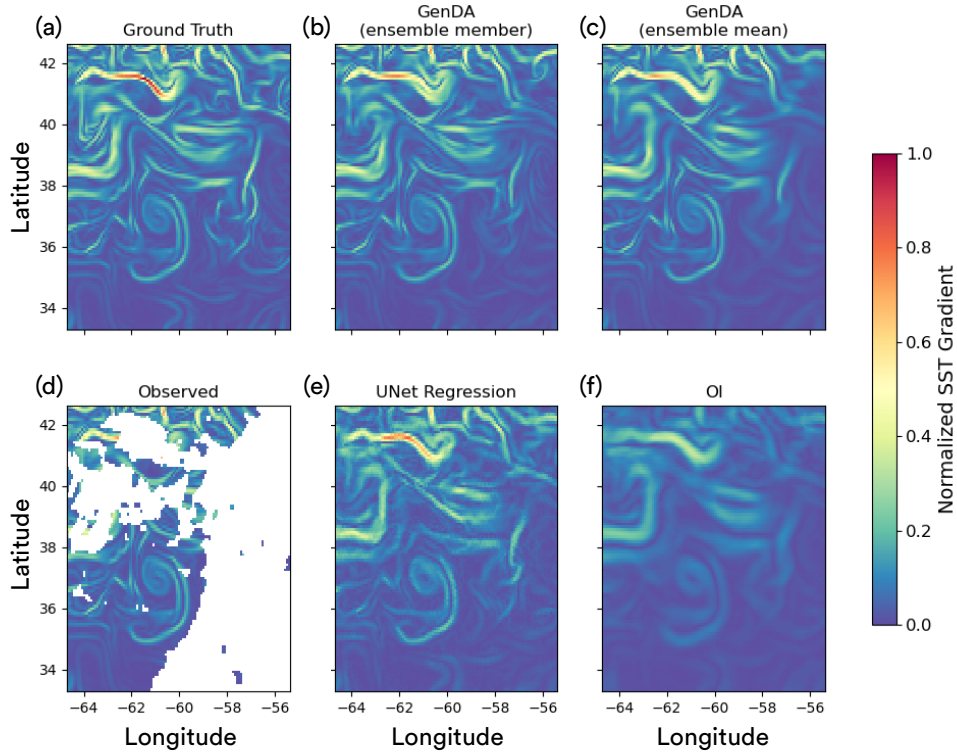 (a) Ground Truth
(b) GenDA
(ensemble member)
(c) GenDA
(ensemble mean)
Latitude
42
40
38
36
34
(d) Observed
(e) UNet Regression
(f) OI
Latitude
42
40
38
36
34
−64 −62 −60 −58 −56
−64 −62 −60 −58 −56
−64 −62 −60 −58 −56
Longitude
Longitude
Longitude
1.0
0.8
0.6
0.4
0.2
0.0
Normalized SST Gradient